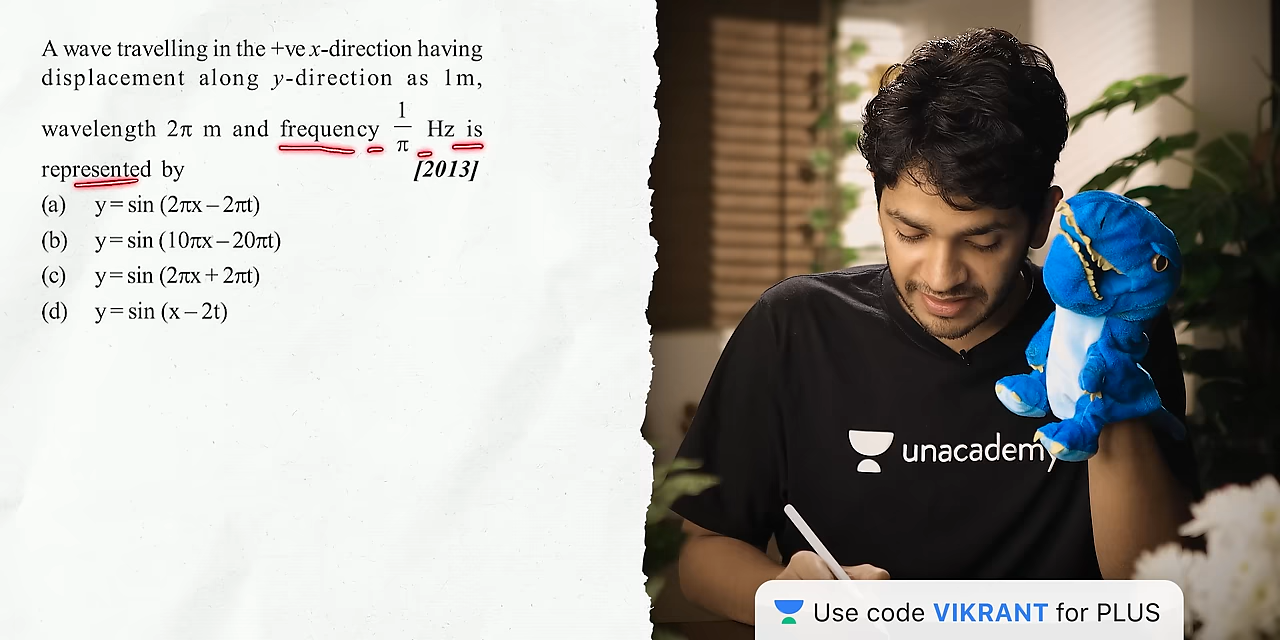 A wave travelling in the +ve x-direction having
displacement along y-direction as 1m,
wavelength 2π m and frequency 1/π Hz is
represented by [2013]
(a) y = sin (2πx – 2πt)
(b) y = sin (10πx – 20πt)
(c) y = sin (2πx + 2πt)
(d) y = sin (x – 2t)
unacademy
Use code VIKRANT for PLUS